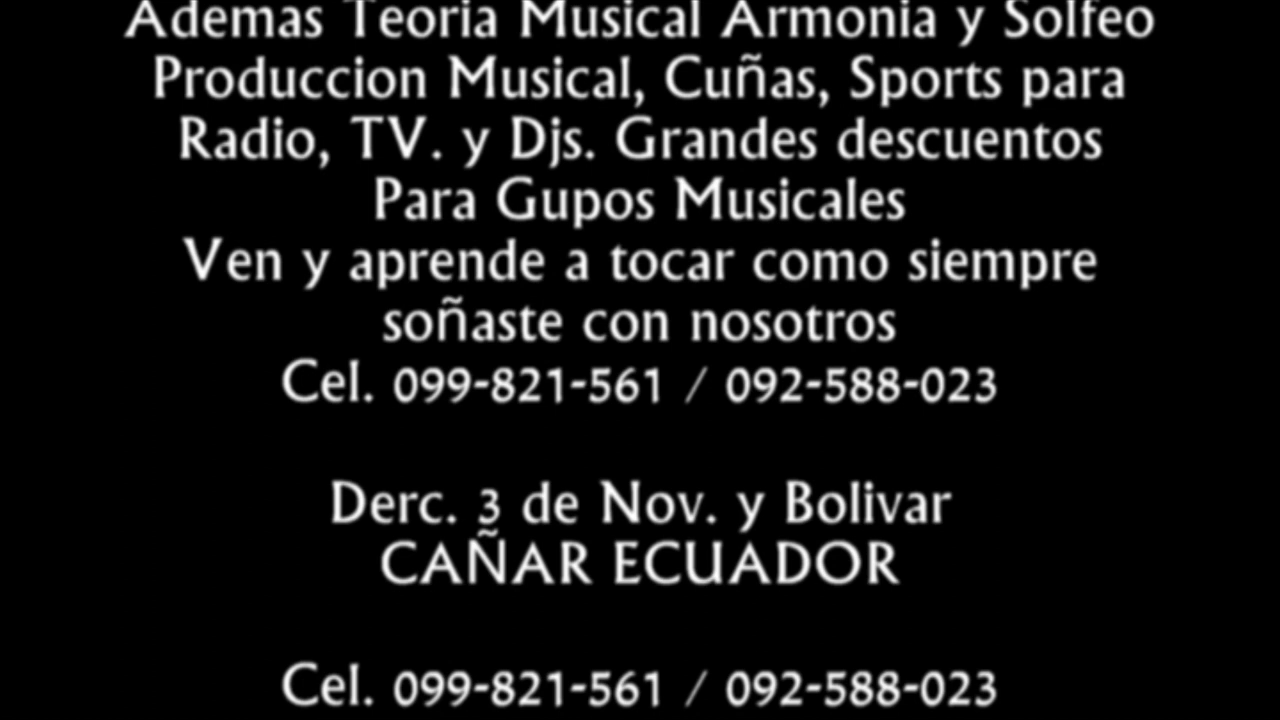 Ademas Teoria Musical Armonia y Solfeo
Produccion Musical, Cuñas, Sports para
Radio, TV. y Djs. Grandes descuentos
Para Gupos Musicales
Ven y aprende a tocar como siempre
soñaste con nosotros
Cel. 099-821-561 / 092-588-023
Derc. 3 de Nov. y Bolivar
CAÑAR ECUADOR
Cel. 099-821-561 / 092-588-023